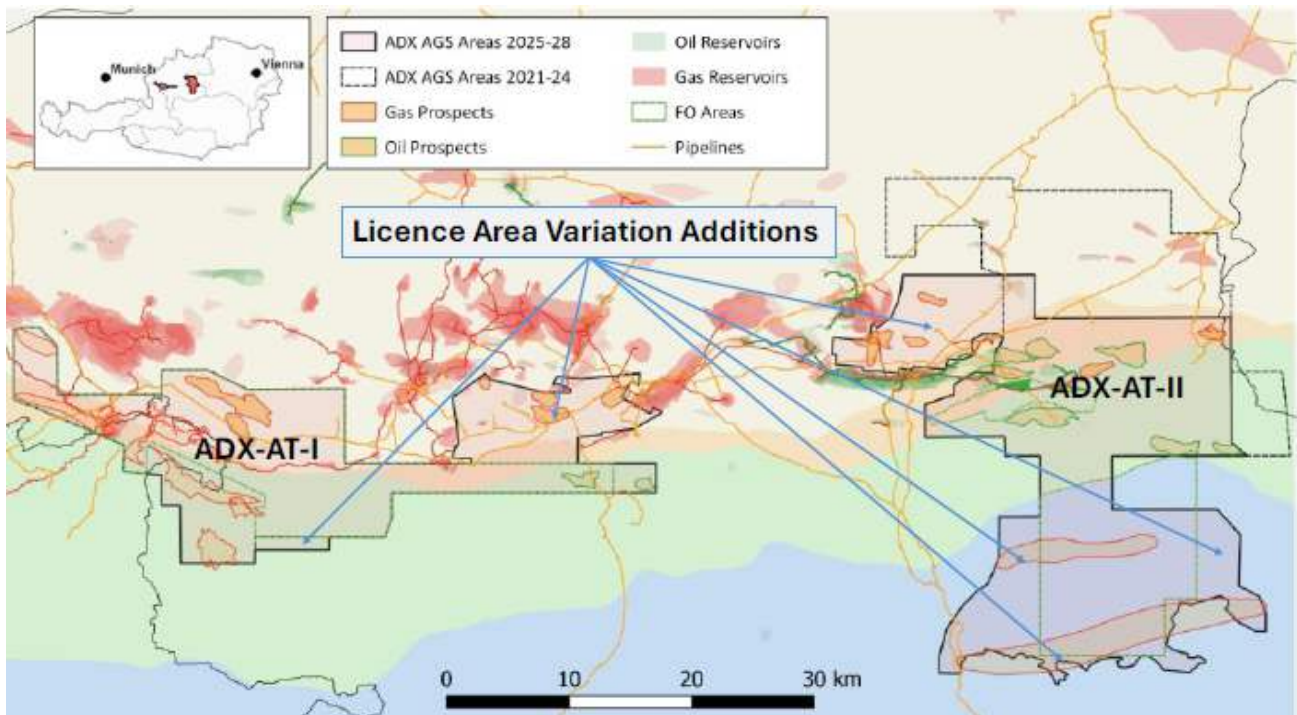 Munich
Vienna
ADX AGS Areas 2025-28
ADX AGS Areas 2021-24
Gas Prospects
Oil Prospects
Oil Reservoirs
Gas Reservoirs
FO Areas
Pipelines
Licence Area Variation Additions
ADX-AT-I
ADX-AT-II
0 10 20 30 km